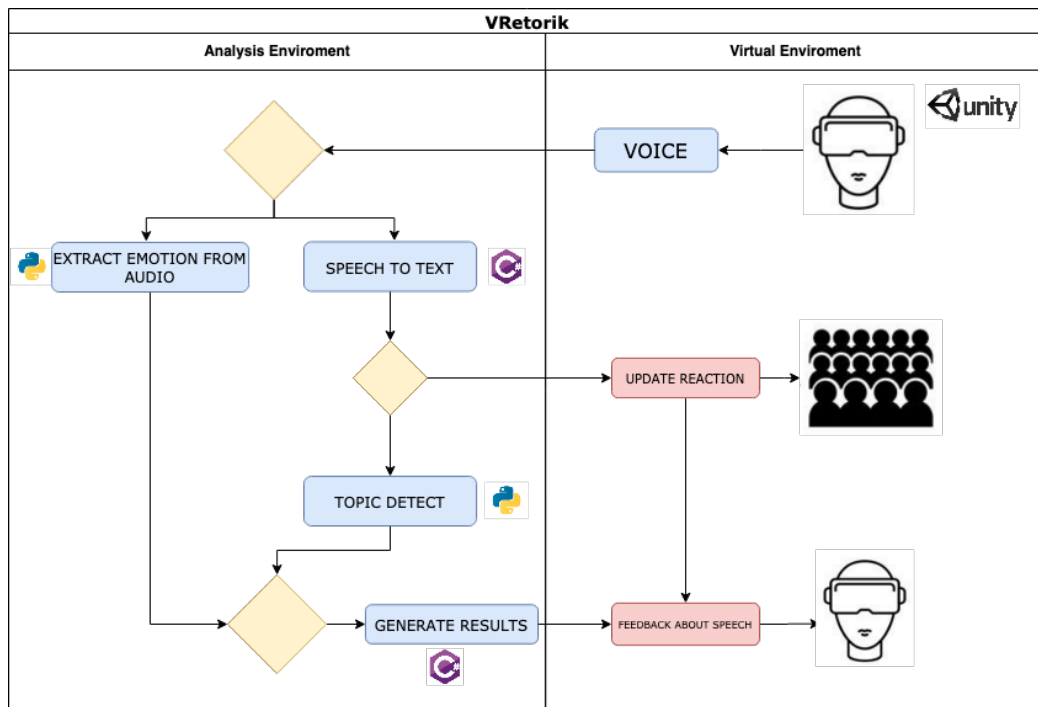 VRetorik
Analysis Enviroment
Virtual Enviroment
unity
VOICE
EXTRACT EMOTION FROM
AUDIO
SPEECH TO TEXT
C#
UPDATE REACTION
TOPIC DETECT
GENERATE RESULTS
FEEDBACK ABOUT SPEECH
C#